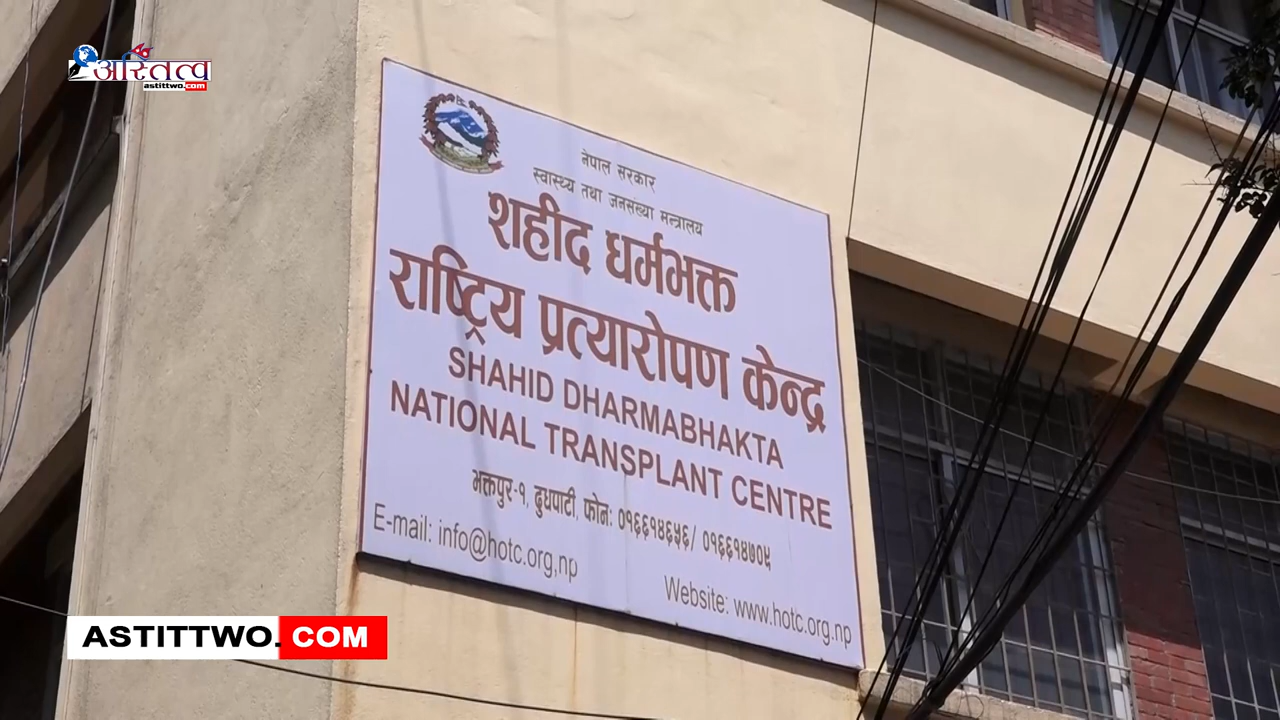 अस्तित्व
astittwo.com
नेपाल सरकार
स्वास्थ्य तथा जनसंख्या मन्त्रालय
शहीद धर्मभक्त
राष्ट्रिय प्रत्यारोपण केन्द्र
SHAHID DHARMABHAKTA
NATIONAL TRANSPLANT CENTRE
भक्तपुर-१, दुधपाटी, फोन: ०१६६१४६५६/ ०१६६१४७०५
E-mail: info@hotc.org,np
Website: www.hotc.org.np
ASTITTWO.COM